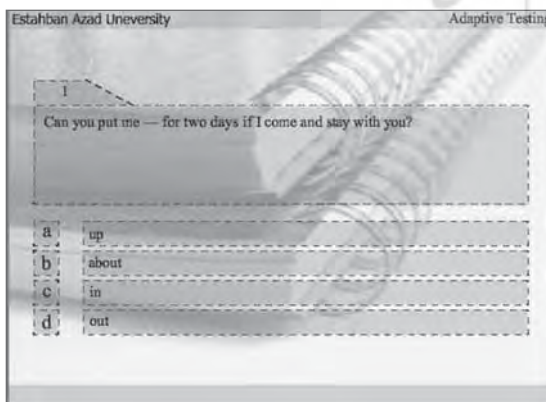 Estahban Azad Uneversity Adaptive Testing
1
Can you put me — for two days if I come and stay with you?
a up
b about
c in
d out